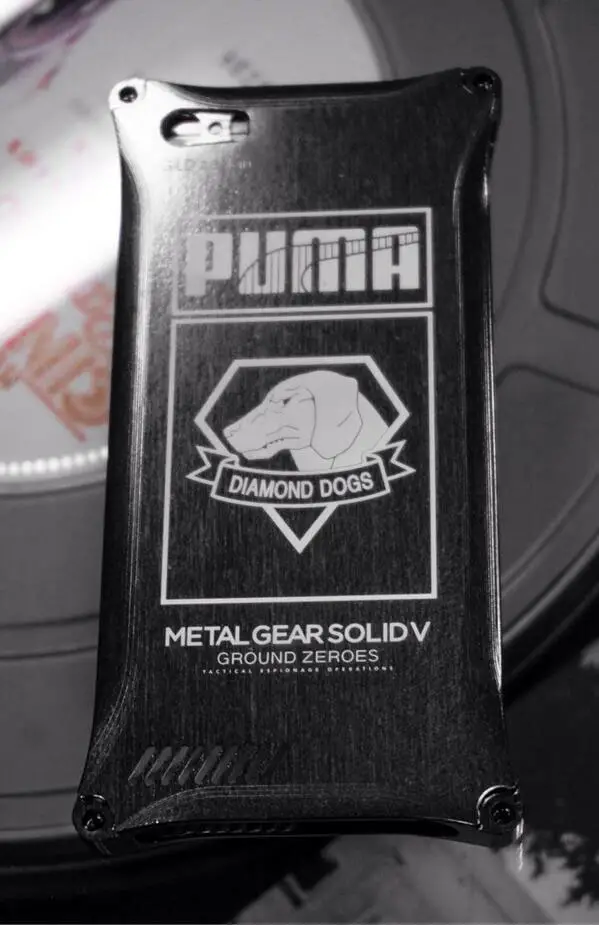 PUMA
DIAMOND DOGS
METAL GEAR SOLID V
GROUND ZEROES
TACTICAL ESPIONAGE OPERATIONS